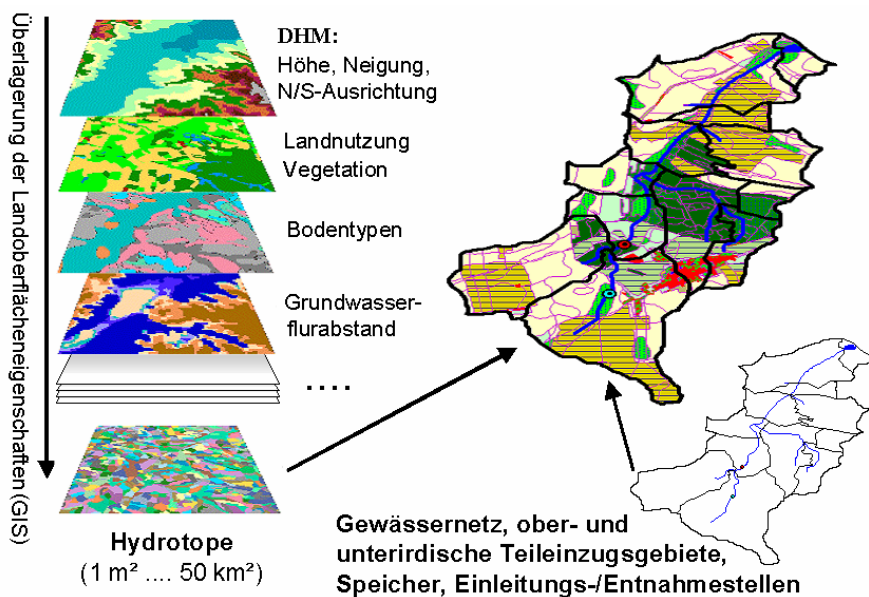 Überlagerung der Landoberflächeneigenschaften (GIS)
DHM:
Höhe, Neigung,
N/S-Ausrichtung
Landnutzung
Vegetation
Bodentypen
Grundwasser-
flurabstand
....
Hydrotope
(1 m² .... 50 km²)
Gewässernetz, ober- und
unterirdische Teileinzugsgebiete,
Speicher, Einleitungs-/Entnahmestellen